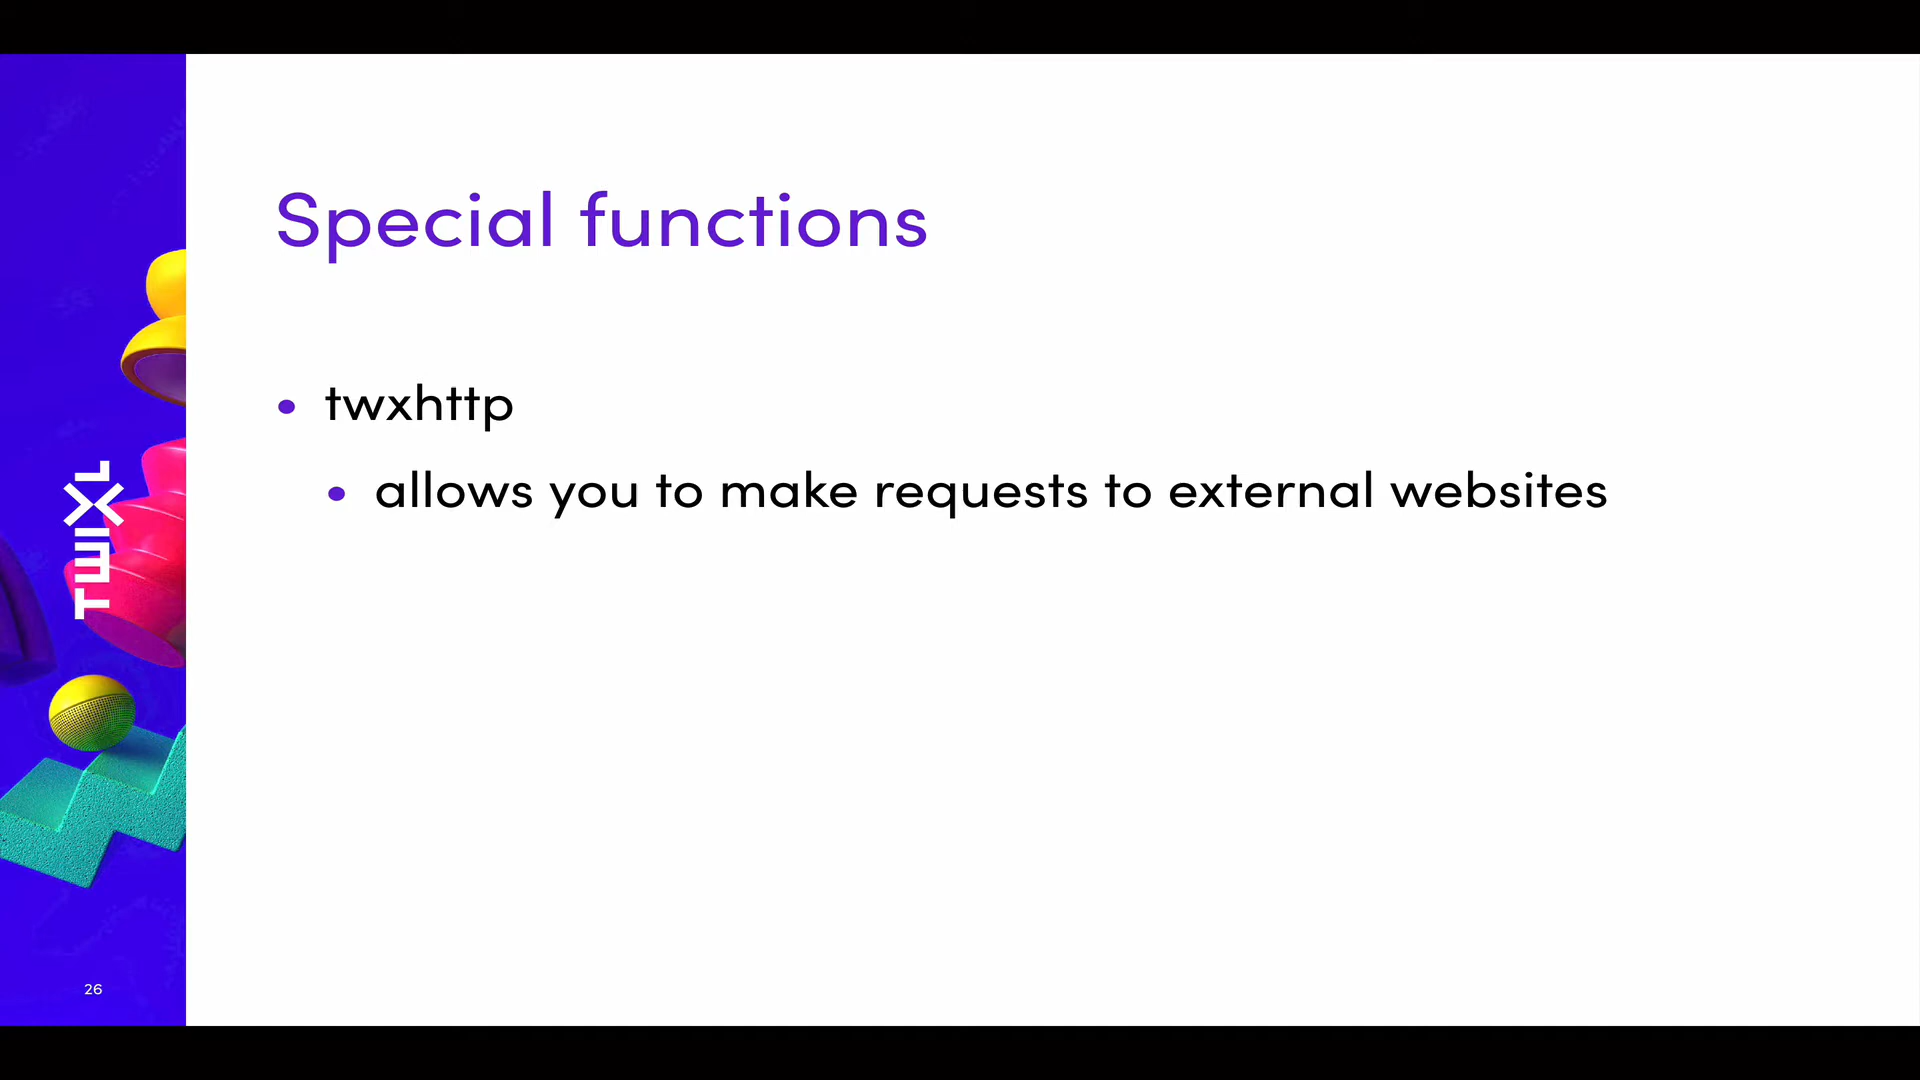 Special functions
• twxhttp
• allows you to make requests to external websites
TWIXL
26